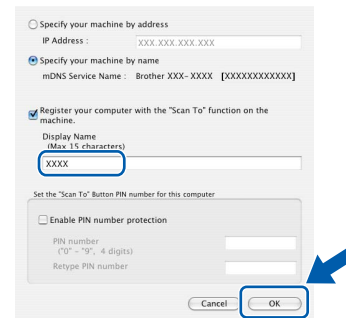 Specify your machine by address
IP Address : XXX.XXX.XXX.XXX
Specify your machine by name
mDNS Service Name : Brother XXX- XXXX [XXXXXXXXXXXX]
Register your computer with the "Scan To" function on the
machine.
Display Name
(Max 15 characters)
XXXX
Set the "Scan To" Button PIN number for this computer
Enable PIN number protection
PIN number
("0" - "9", 4 digits)
Retype PIN number
Cancel OK